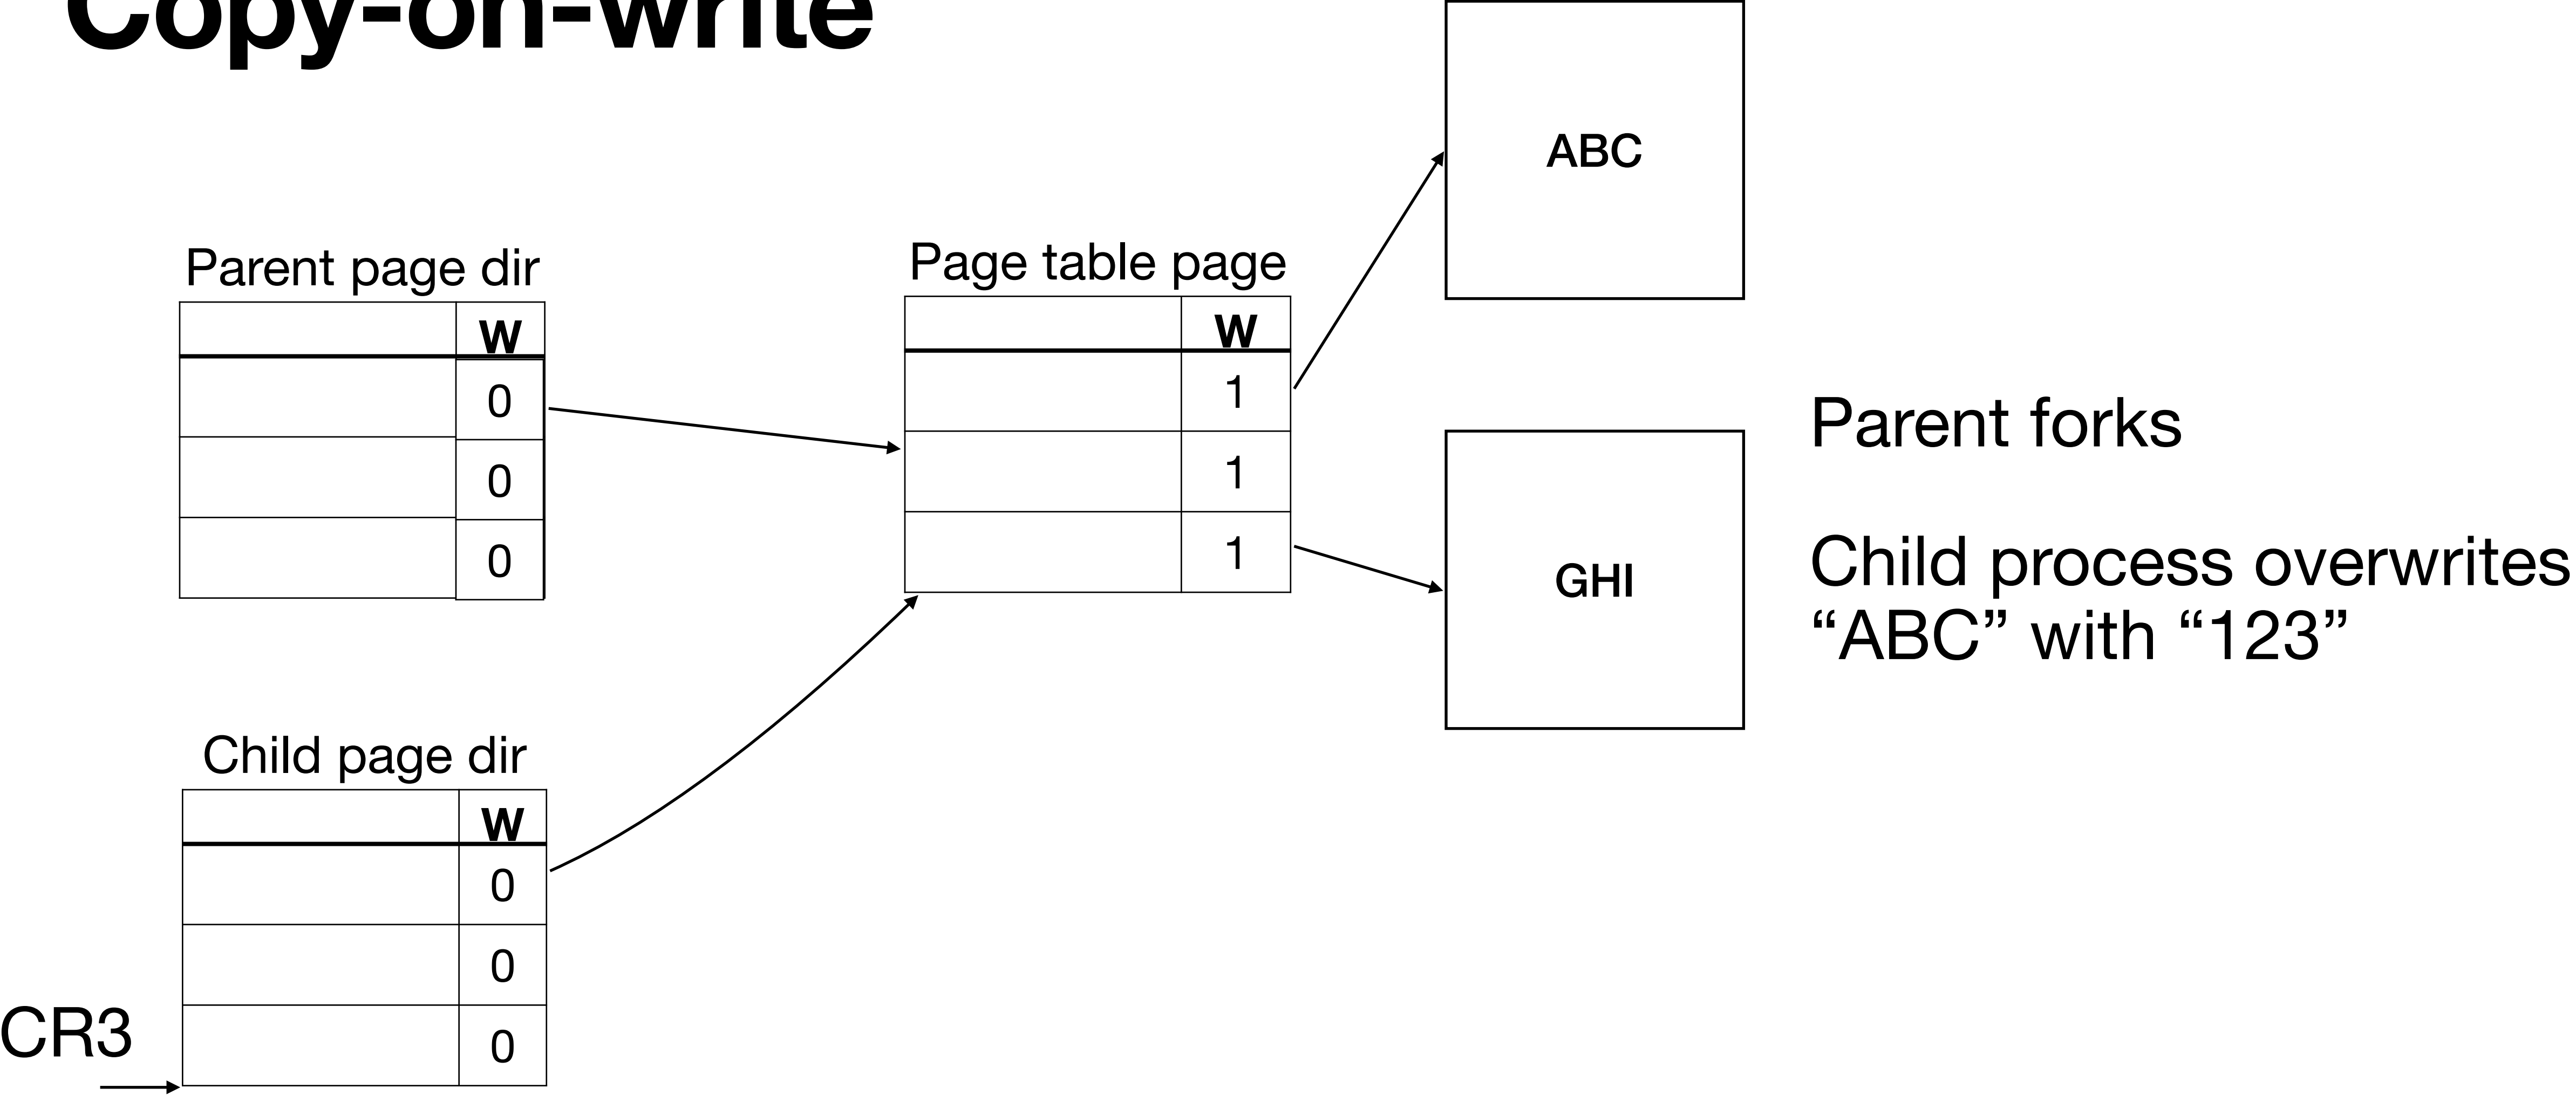 Copy-on-write
ABC
Parent page dir
W
0
0
0
Page table page
W
1
1
1
GHI
Parent forks
Child process overwrites
“ABC” with “123”
Child page dir
W
0
0
0
CR3